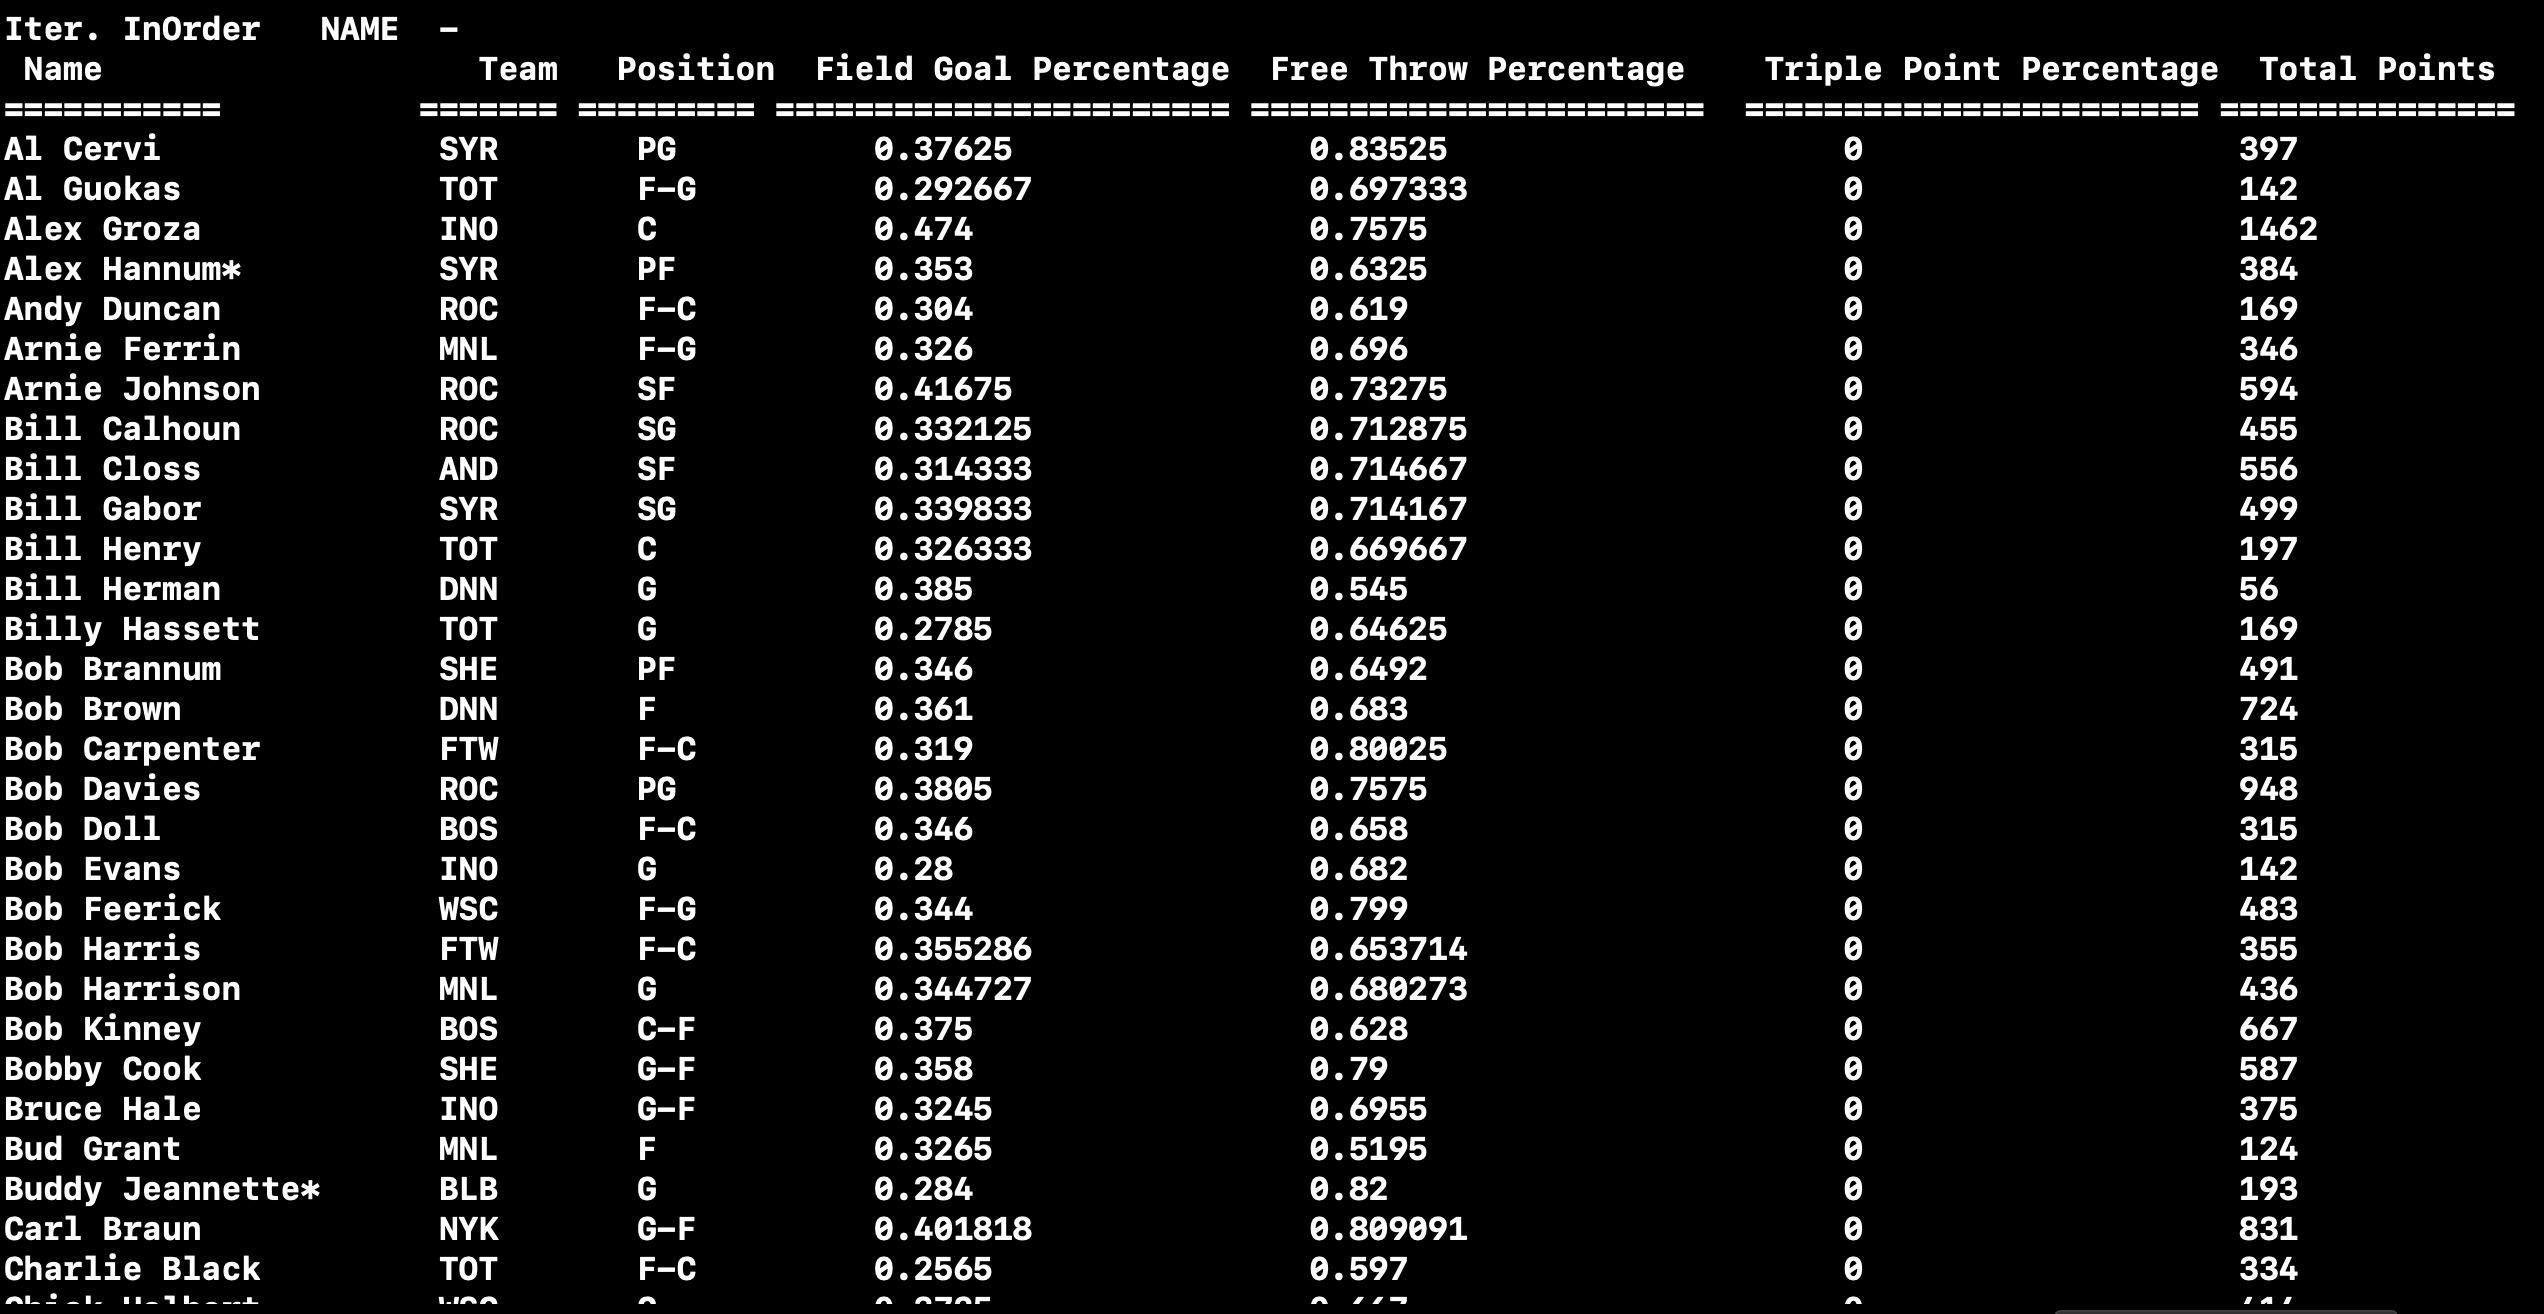 Iter. InOrder   NAME  -
 Name                   Team   Position  Field Goal Percentage  Free Throw Percentage    Triple Point Percentage  Total Points
===========          ======= ========= ======================= =======================  ======================= ===============
Al Cervi              SYR       PG          0.37625               0.83525                    0                   397
Al Guokas             TOT       F-G         0.292667              0.697333                   0                   142
Alex Groza            INO       C           0.474                 0.7575                     0                   1462
Alex Hannum*          SYR       PF          0.353                 0.6325                     0                   384
Andy Duncan           ROC       F-C         0.304                 0.619                      0                   169
Arnie Ferrin          MNL       F-G         0.326                 0.696                      0                   346
Arnie Johnson         ROC       SF          0.41675               0.73275                    0                   594
Bill Calhoun          ROC       SG          0.332125              0.712875                   0                   455
Bill Closs            AND       SF          0.314333              0.714667                   0                   556
Bill Gabor            SYR       SG          0.339833              0.714167                   0                   499
Bill Henry            TOT       C           0.326333              0.669667                   0                   197
Bill Herman           DNN       G           0.385                 0.545                      0                   56
Billy Hassett         TOT       G           0.2785                0.64625                    0                   169
Bob Brannum           SHE       PF          0.346                 0.6492                     0                   491
Bob Brown             DNN       F           0.361                 0.683                      0                   724
Bob Carpenter         FTW       F-C         0.319                 0.80025                    0                   315
Bob Davies            ROC       PG          0.3805                0.7575                     0                   948
Bob Doll              BOS       F-C         0.346                 0.658                      0                   315
Bob Evans             INO       G           0.28                  0.682                      0                   142
Bob Feerick           WSC       F-G         0.344                 0.799                      0                   483
Bob Harris            FTW       F-C         0.355286              0.653714                   0                   355
Bob Harrison          MNL       G           0.344727              0.680273                   0                   436
Bob Kinney            BOS       C-F         0.375                 0.628                      0                   667
Bobby Cook            SHE       G-F         0.358                 0.79                       0                   587
Bruce Hale            INO       G-F         0.3245                0.6955                     0                   375
Bud Grant             MNL       F           0.3265                0.5195                     0                   124
Buddy Jeannette*      BLB       G           0.284                 0.82                       0                   193
Carl Braun            NYK       G-F         0.401818              0.809091                   0                   831
Charlie Black         TOT       F-C         0.2565                0.597                      0                   334